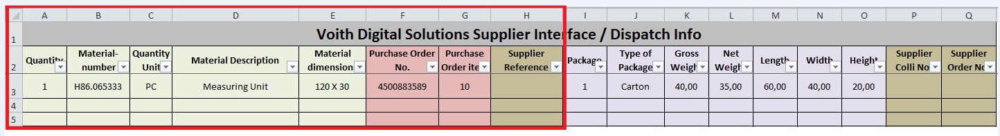 A B C D E F G H I J K L M N O P Q
1 Voith Digital Solutions Supplier Interface / Dispatch Info
2 Quantity Material-number Quantity Unit Material Description Material dimension Purchase Order No. Purchase Order ite Supplier Reference Package Type of Package Gross Weigh Net Weigh Length Width Height Supplier Colli No Supplier Order No
3 1 H86.065333 PC Measuring Unit 120 X 30 4500883589 10 1 Carton 40,00 35,00 60,00 40,00 20,00
4
5